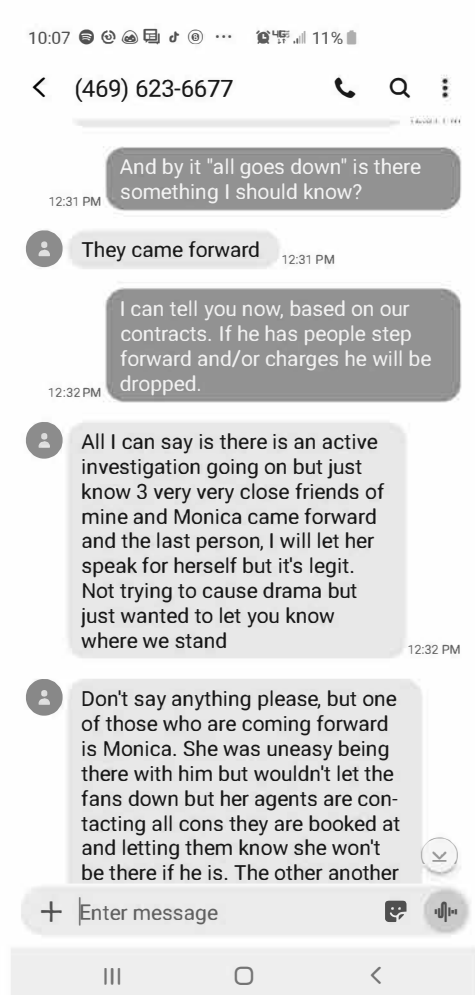 10:07 11%
(469) 623-6677
And by it "all goes down" is there
something I should know?
12:31 PM
They came forward
12:31 PM
I can tell you now, based on our
contracts. If he has people step
forward and/or charges he will be
dropped.
12:32 PM
All I can say is there is an active
investigation going on but just
know 3 very very close friends of
mine and Monica came forward
and the last person, I will let her
speak for herself but it's legit.
Not trying to cause drama but
just wanted to let you know
where we stand
12:32 PM
Don't say anything please, but one
of those who are coming forward
is Monica. She was uneasy being
there with him but wouldn't let the
fans down but her agents are con-
tacting all cons they are booked at
and letting them know she won't
be there if he is. The other another
Enter message